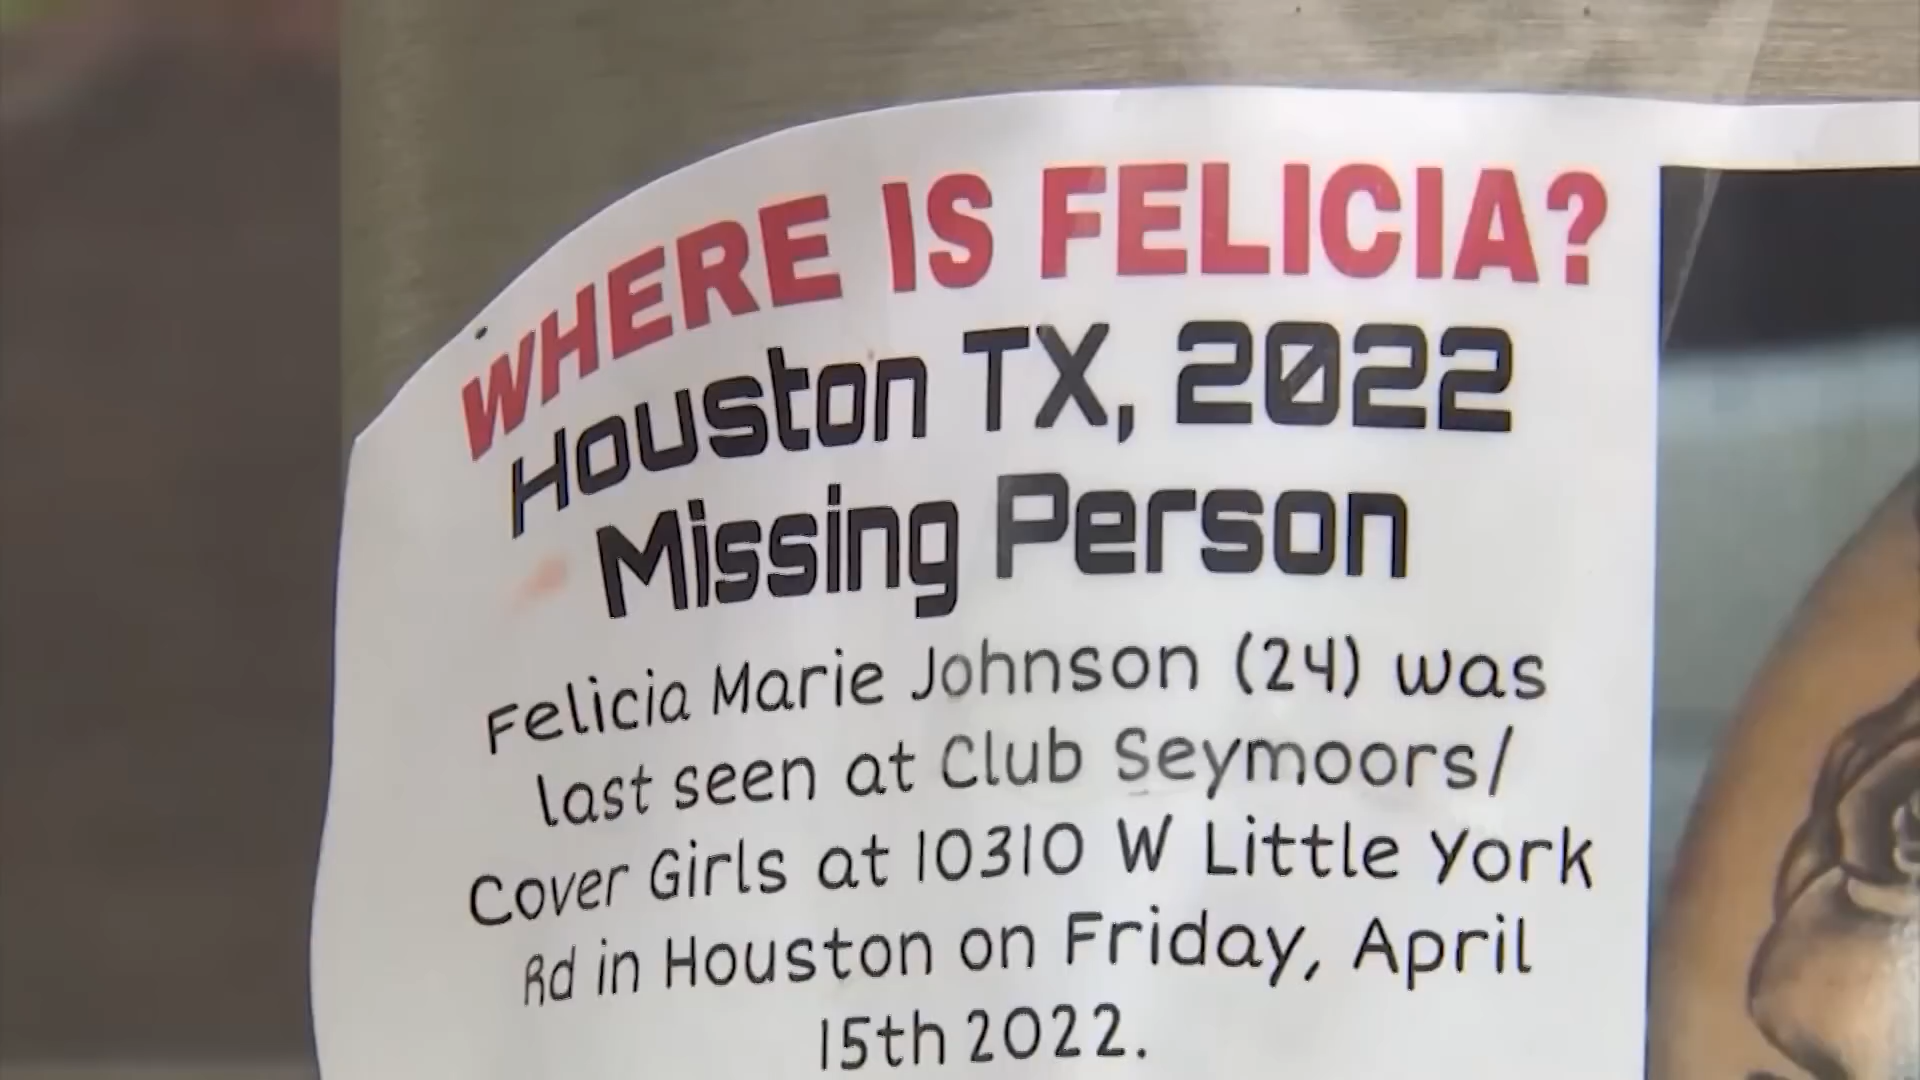 WHERE IS FELICIA?
Houston TX, 2022
Missing Person
Felicia Marie Johnson (24) was
last seen at Club Seymoors/
Cover Girls at 10310 W Little York
Rd in Houston on Friday, April
15th 2022.